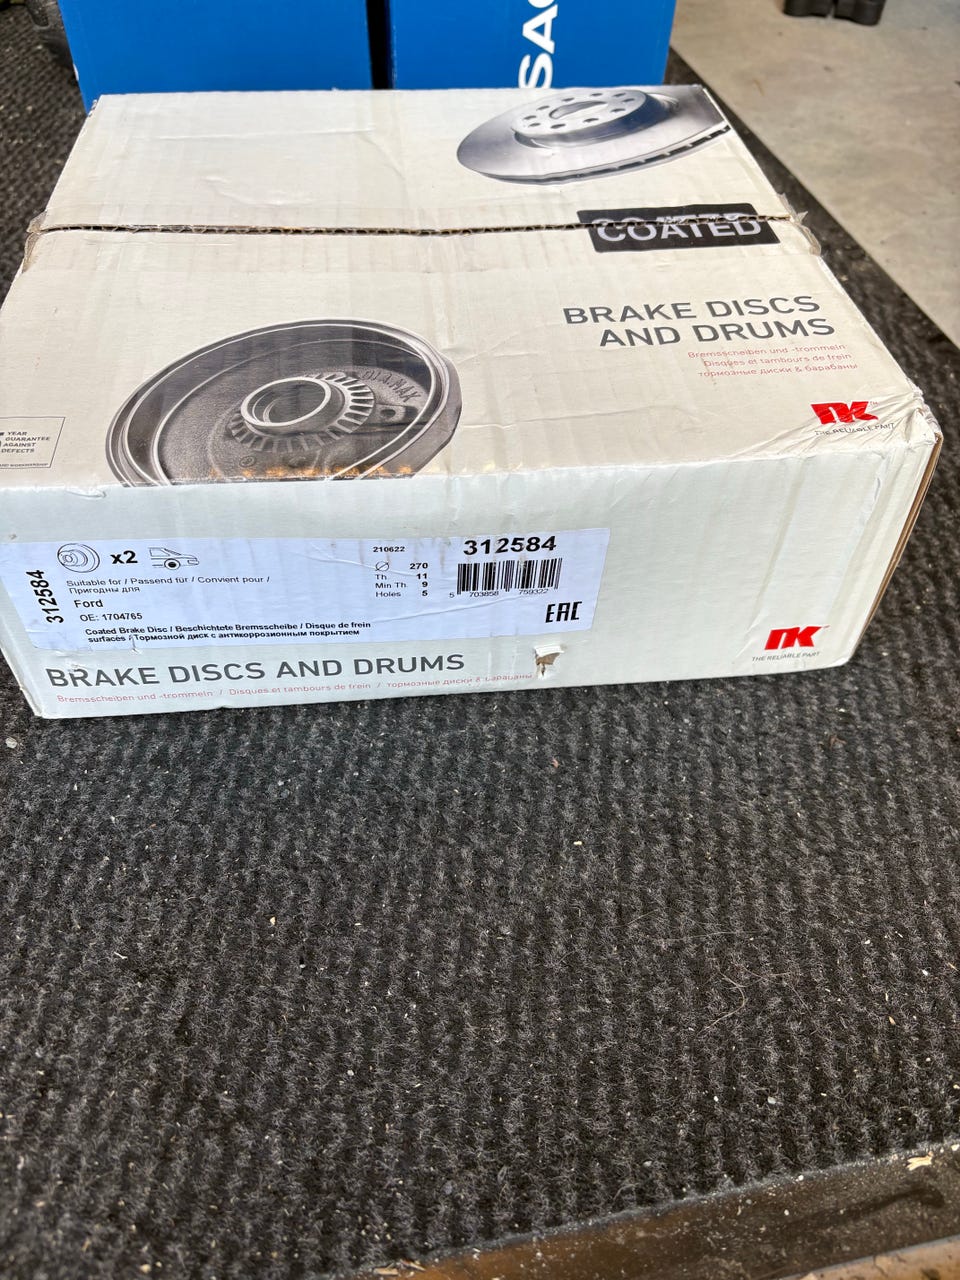 SAC
COATED
BRAKE DISCS
AND DRUMS
Bremsscheiben und -trommeln
Disques et tambours de frein
тормозные диски & барабаны
NK
THE RELIABLE PART
YEAR
GUARANTEE
AGAINST
DEFECTS
AND WORKMANSHIP
312584
x2
Suitable for / Passend für / Convient pour /
Пригодны для
Ford
OE: 1704765
Coated Brake Disc / Beschichtete Bremsscheibe / Disque de frein
surfaces / Тормозной диск с антикоррозионным покрытием
210622
312584
Ø 270
Th. 11
Min Th. 9
Holes 5
5 703858 759322
EAC
BRAKE DISCS AND DRUMS
Bremsscheiben und -trommeln / Disques et tambours de frein / тормозные диски & барабаны
NK
THE RELIABLE PART